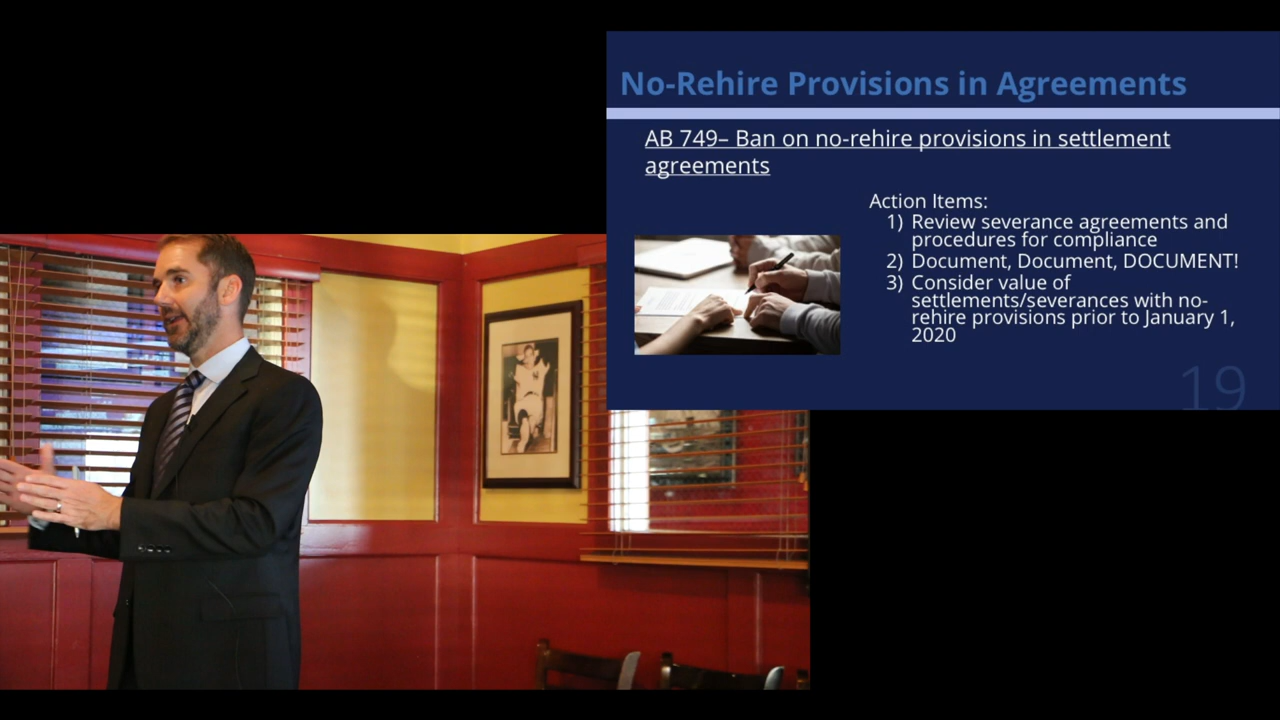 No-Rehire Provisions in Agreements
AB 749– Ban on no-rehire provisions in settlement
agreements
Action Items:
1) Review severance agreements and
procedures for compliance
2) Document, Document, DOCUMENT!
3) Consider value of
settlements/severances with no-
rehire provisions prior to January 1,
2020
19